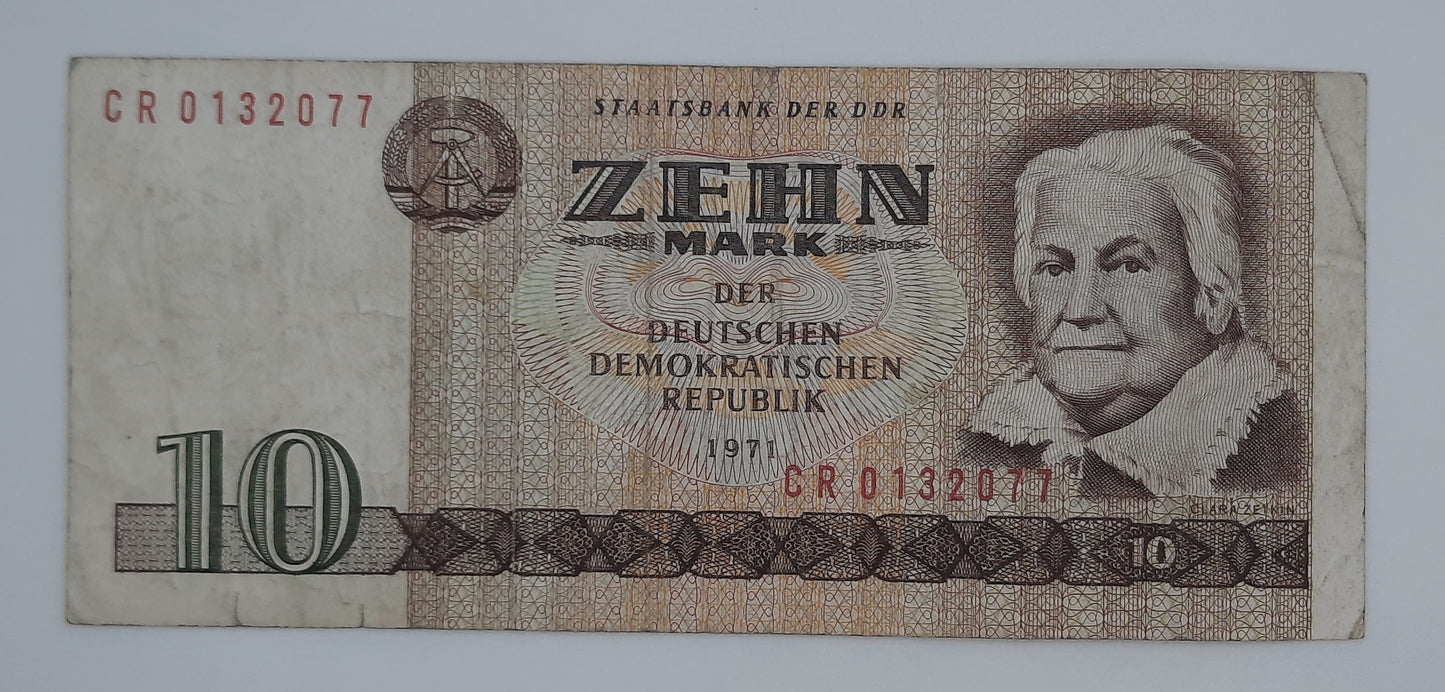 CR 0132077
STAATSBANK DER DDR
ZEHN
MARK
DER
DEUTSCHEN
DEMOKRATISCHEN
REPUBLIK
1971
CR 0132077
CLARA ZETKIN
10
10